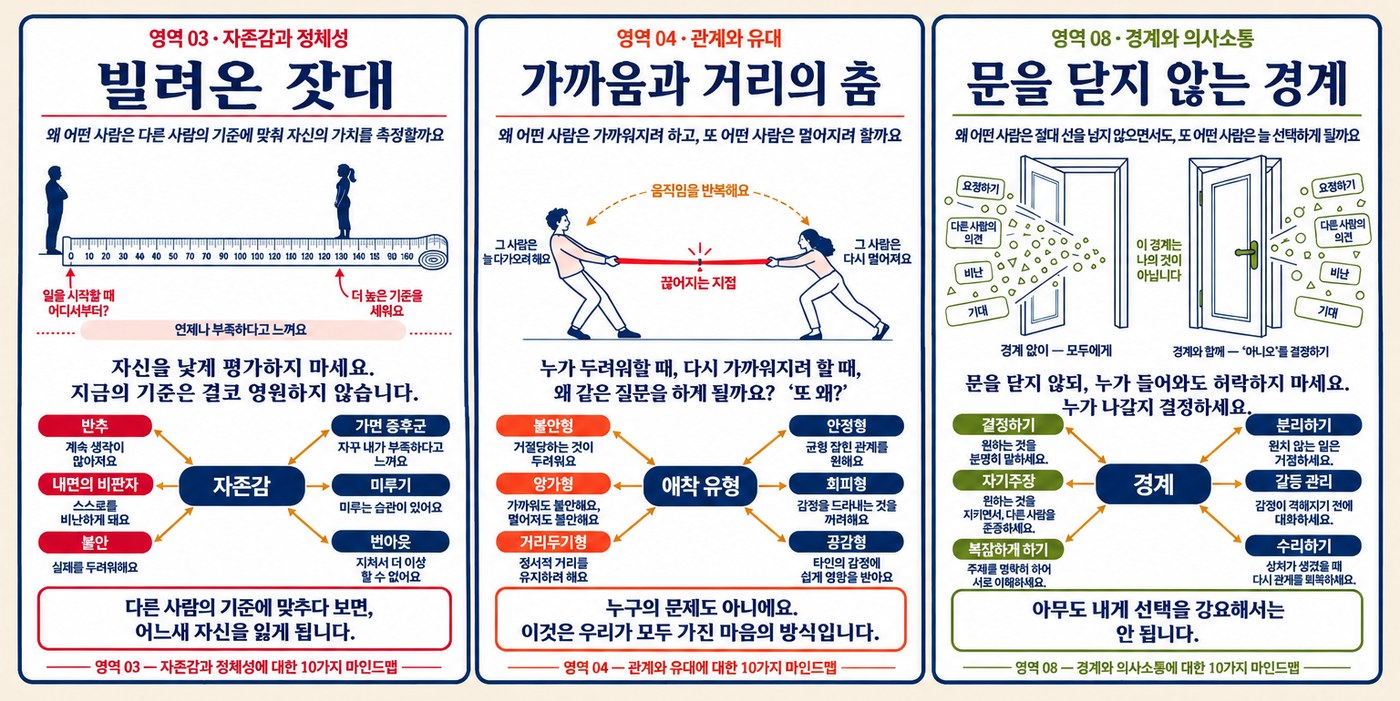 영역 03 · 자존감과 정체성
빌려온 잣대
왜 어떤 사람은 다른 사람의 기준에 맞춰 자신의 가치를 측정할까요
0 10 20 30 40 50 60 70 80 90 100 110 120 130 140 100 115 90 160
일을 시작할 때
어디서부터?
더 높은 기준을
세워요
언제나 부족하다고 느껴요
자신을 낮게 평가하지 마세요.
지금의 기준은 결코 영원하지 않습니다.
반추
계속 생각이
많아져요
내면의 비판자
스스로를
비난하게 돼요
불안
실제를 두려워해요
자존감
가면 증후군
자꾸 내가 부족하다고
느껴요
미루기
미루는 습관이 있어요
번아웃
지쳐서 더 이상
할 수 없어요
다른 사람의 기준에 맞추다 보면,
어느새 자신을 잃게 됩니다.
영역 03 — 자존감과 정체성에 대한 10가지 마인드맵
영역 04 · 관계와 유대
가까움과 거리의 춤
왜 어떤 사람은 가까워지려 하고, 또 어떤 사람은 멀어지려 할까요
움직임을 반복해요
그 사람은
늘 다가오려 해요
끊어지는 지점
그 사람은
다시 멀어져요
누가 두려워할 때, 다시 가까워지려 할 때,
왜 같은 질문을 하게 될까요? ‘또 왜?’
불안형
거절당하는 것이
두려워요
앙가형
가까워도 불안해요,
멀어져도 불안해요
거리두기형
정서적 거리를
유지하려 해요
애착 유형
안정형
균형 잡힌 관계를
원해요
회피형
감정을 드러내는 것을
꺼려해요
공감형
타인의 감정에
쉽게 영향을 받아요
누구의 문제도 아니에요.
이것은 우리가 모두 가진 마음의 방식입니다.
영역 04 — 관계와 유대에 대한 10가지 마인드맵
영역 08 · 경계와 의사소통
문을 닫지 않는 경계
왜 어떤 사람은 절대 선을 넘지 않으면서도, 또 어떤 사람은 늘 선택하게 될까요
요정하기
다른 사람의
의견
비난
기대
이 경계는
나의 것이
아닙니다
요정하기
다른 사람의
의견
비난
기대
경계 없이 — 모두에게
경계와 함께 — ‘아니오’를 결정하기
문을 닫지 않되, 누가 들어와도 허락하지 마세요.
누가 나갈지 결정하세요.
결정하기
원하는 것을
분명히 말하세요.
자기주장
원하는 것을
지키면서, 다른 사람을
존중하세요.
복잡하게 하기
주제를 명확히 하여
서로 이해하세요.
경계
분리하기
원치 않는 일은
거절하세요.
갈등 관리
감정이 격해지기 전에
대화하세요.
수리하기
상처가 생겼을 때
다시 관계를 회복하세요.
아무도 내게 선택을 강요해서는
안 됩니다.
영역 08 — 경계와 의사소통에 대한 10가지 마인드맵